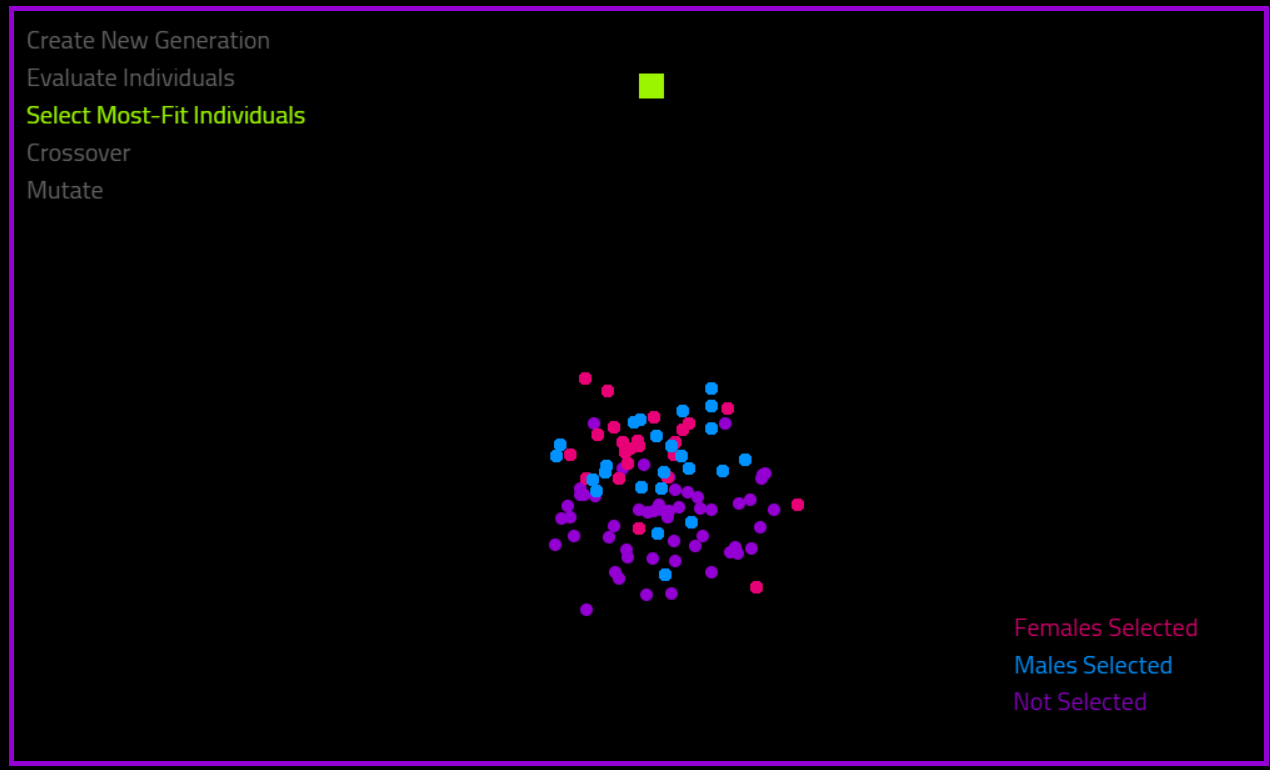 Create New Generation
Evaluate Individuals
Select Most-Fit Individuals
Crossover
Mutate
Females Selected
Males Selected
Not Selected